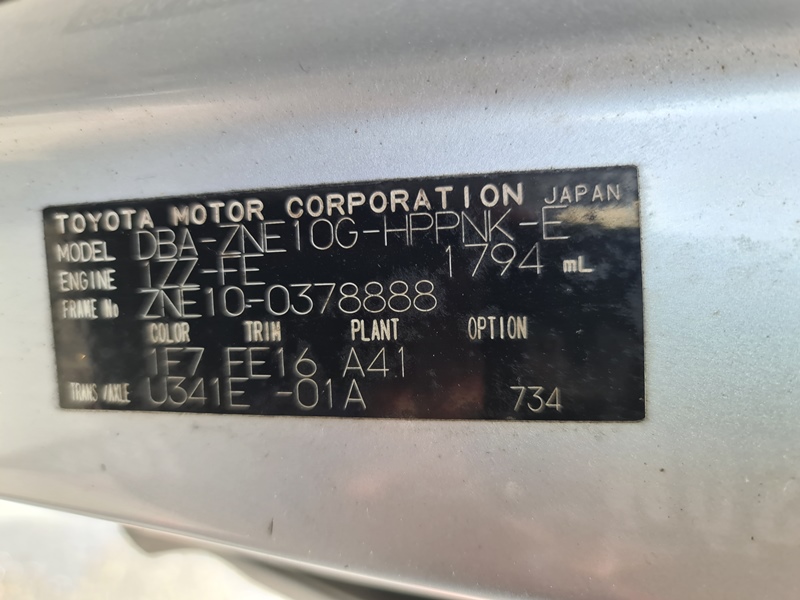 TOYOTA MOTOR CORPORATION JAPAN
MODEL DBA-ZNE10G-HPPNK-E
ENGINE 1ZZ-FE 1794 mL
FRAME No ZNE10-0378888
COLOR TRIM PLANT OPTION
1F7 FE16 A41
TRANS/AXLE U341E -01A 734